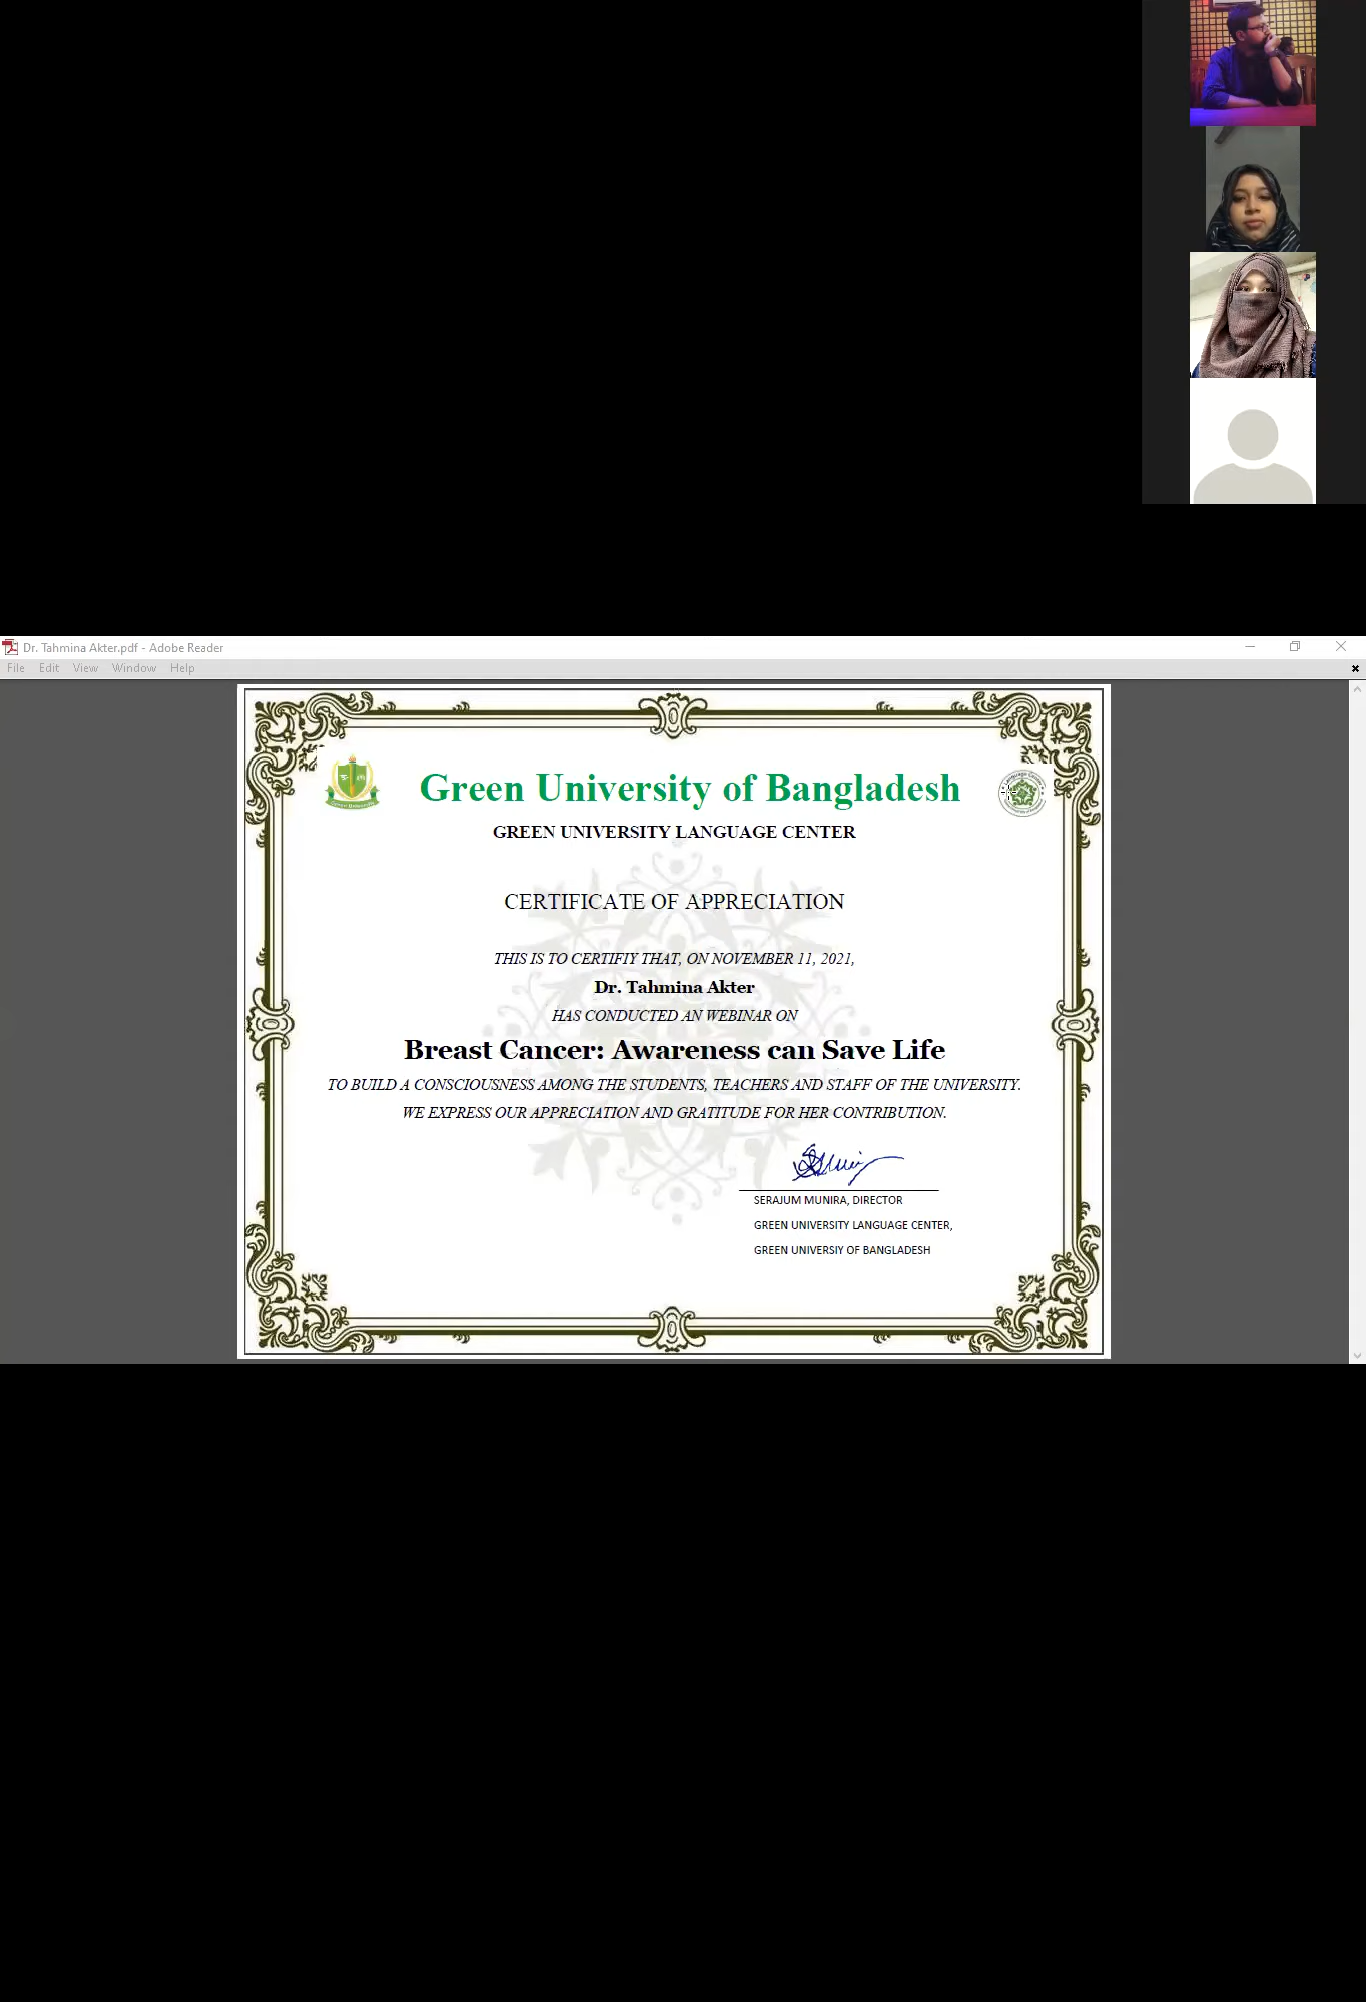 Dr. Tahmina Akter.pdf - Adobe Reader
File Edit View Window Help
Green University of Bangladesh
GREEN UNIVERSITY LANGUAGE CENTER
CERTIFICATE OF APPRECIATION
THIS IS TO CERTIFIY THAT, ON NOVEMBER 11, 2021,
Dr. Tahmina Akter
HAS CONDUCTED AN WEBINAR ON
Breast Cancer: Awareness can Save Life
TO BUILD A CONSCIOUSNESS AMONG THE STUDENTS, TEACHERS AND STAFF OF THE UNIVERSITY.
WE EXPRESS OUR APPRECIATION AND GRATITUDE FOR HER CONTRIBUTION.
SERAJUM MUNIRA, DIRECTOR
GREEN UNIVERSITY LANGUAGE CENTER,
GREEN UNIVERSIY OF BANGLADESH